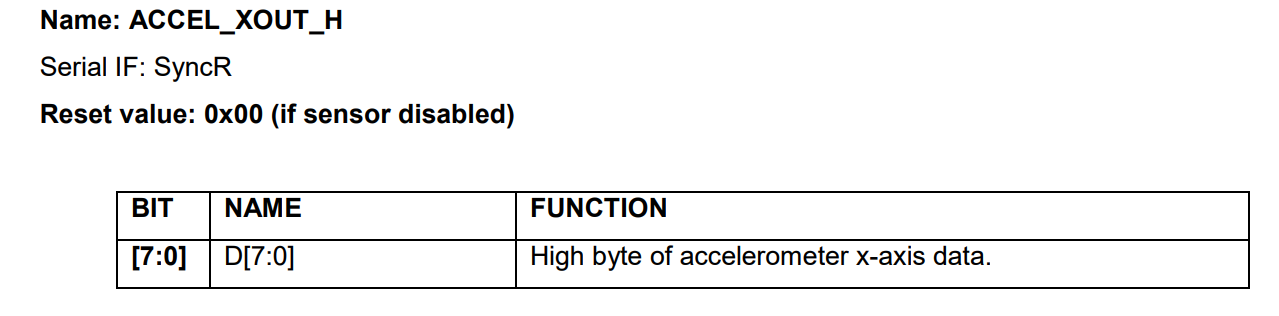 Name: ACCEL_XOUT_H
Serial IF: SyncR
Reset value: 0x00 (if sensor disabled)
BIT NAME FUNCTION
[7:0] D[7:0] High byte of accelerometer x-axis data.